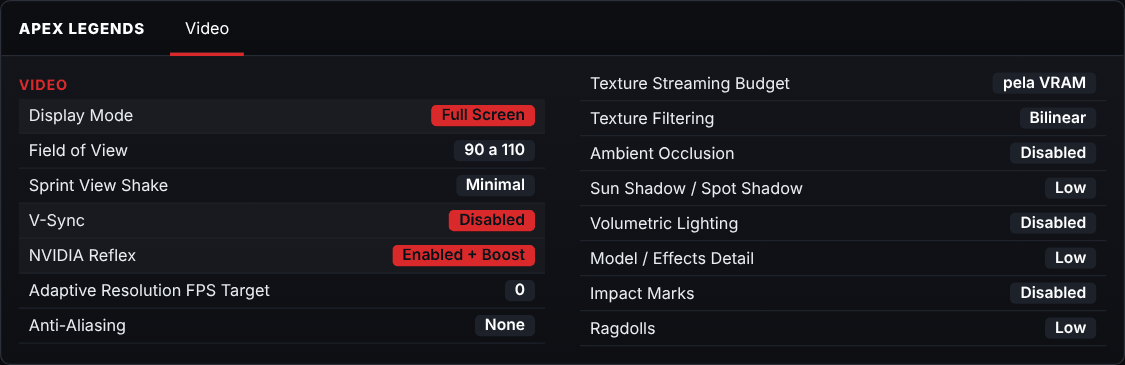 APEX LEGENDS Video
VIDEO
Display Mode Full Screen
Field of View 90 a 110
Sprint View Shake Minimal
V-Sync Disabled
NVIDIA Reflex Enabled + Boost
Adaptive Resolution FPS Target 0
Anti-Aliasing None
Texture Streaming Budget pela VRAM
Texture Filtering Bilinear
Ambient Occlusion Disabled
Sun Shadow / Spot Shadow Low
Volumetric Lighting Disabled
Model / Effects Detail Low
Impact Marks Disabled
Ragdolls Low